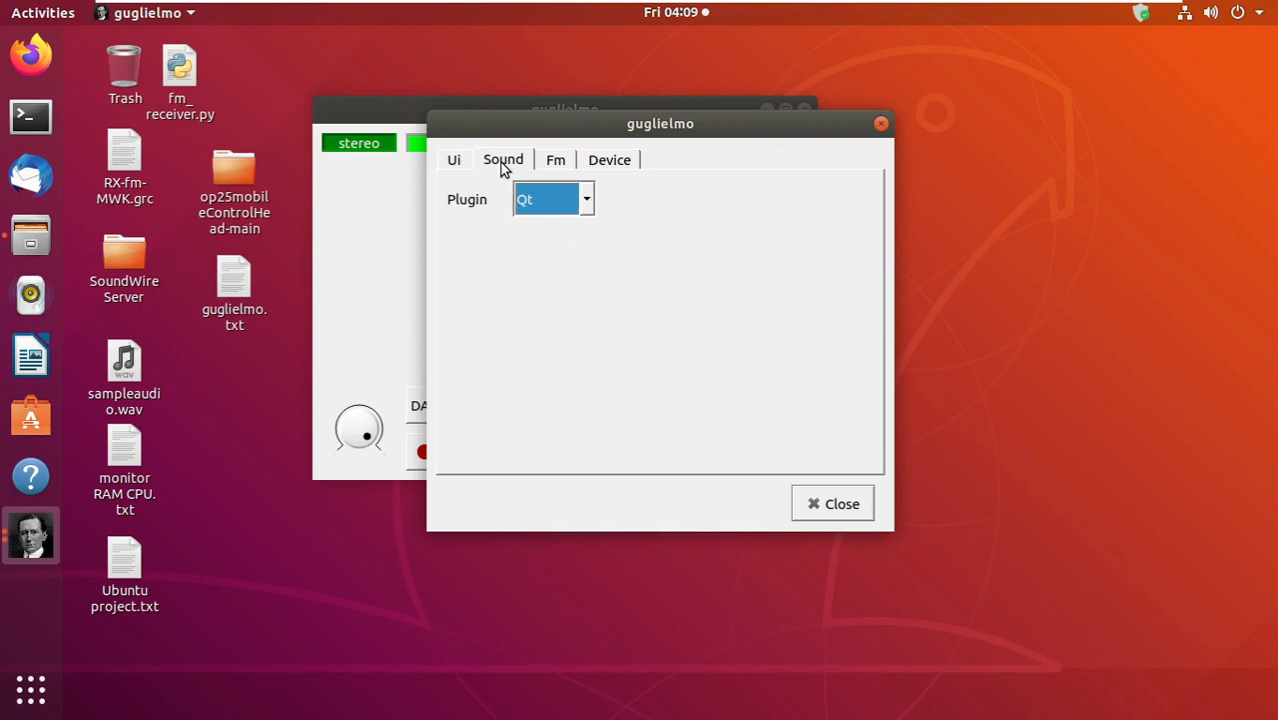 Activities
guglielmo
Fri 04:09
Trash
fm_
receiver.py
RX-fm-
MWK.grc
op25mobil
eControlHe
ad-main
SoundWire
Server
guglielmo.
txt
wav
sampleaudi
o.wav
monitor
RAM CPU.
txt
Ubuntu
project.txt
guglielmo
stereo
DA
guglielmo
Ui
Sound
Fm
Device
Plugin
Qt
Close